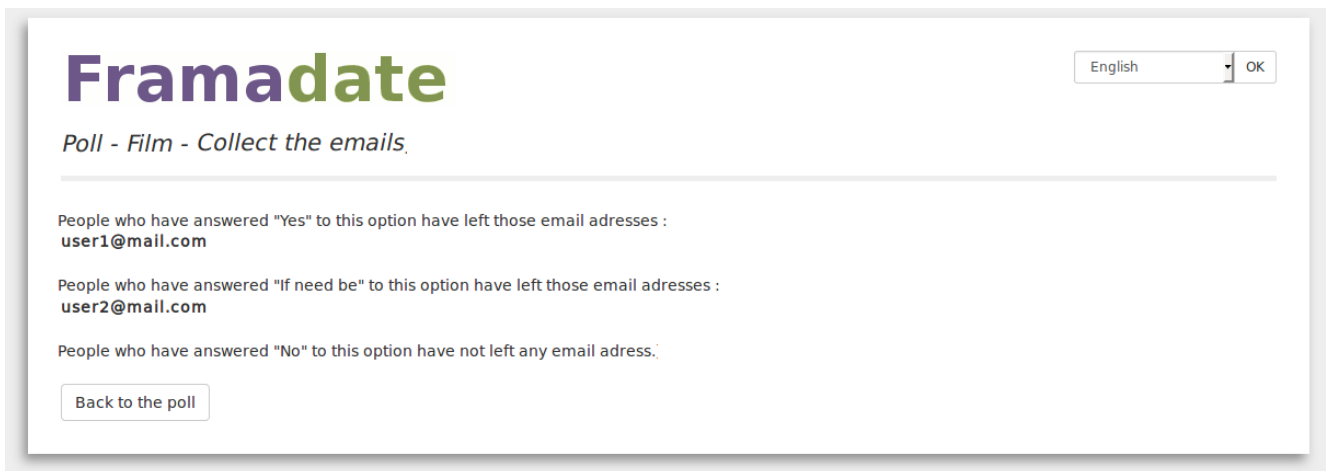 Framadate
English OK
Poll - Film - Collect the emails
People who have answered "Yes" to this option have left those email adresses :
user1@mail.com
People who have answered "If need be" to this option have left those email adresses :
user2@mail.com
People who have answered "No" to this option have not left any email adress.
Back to the poll